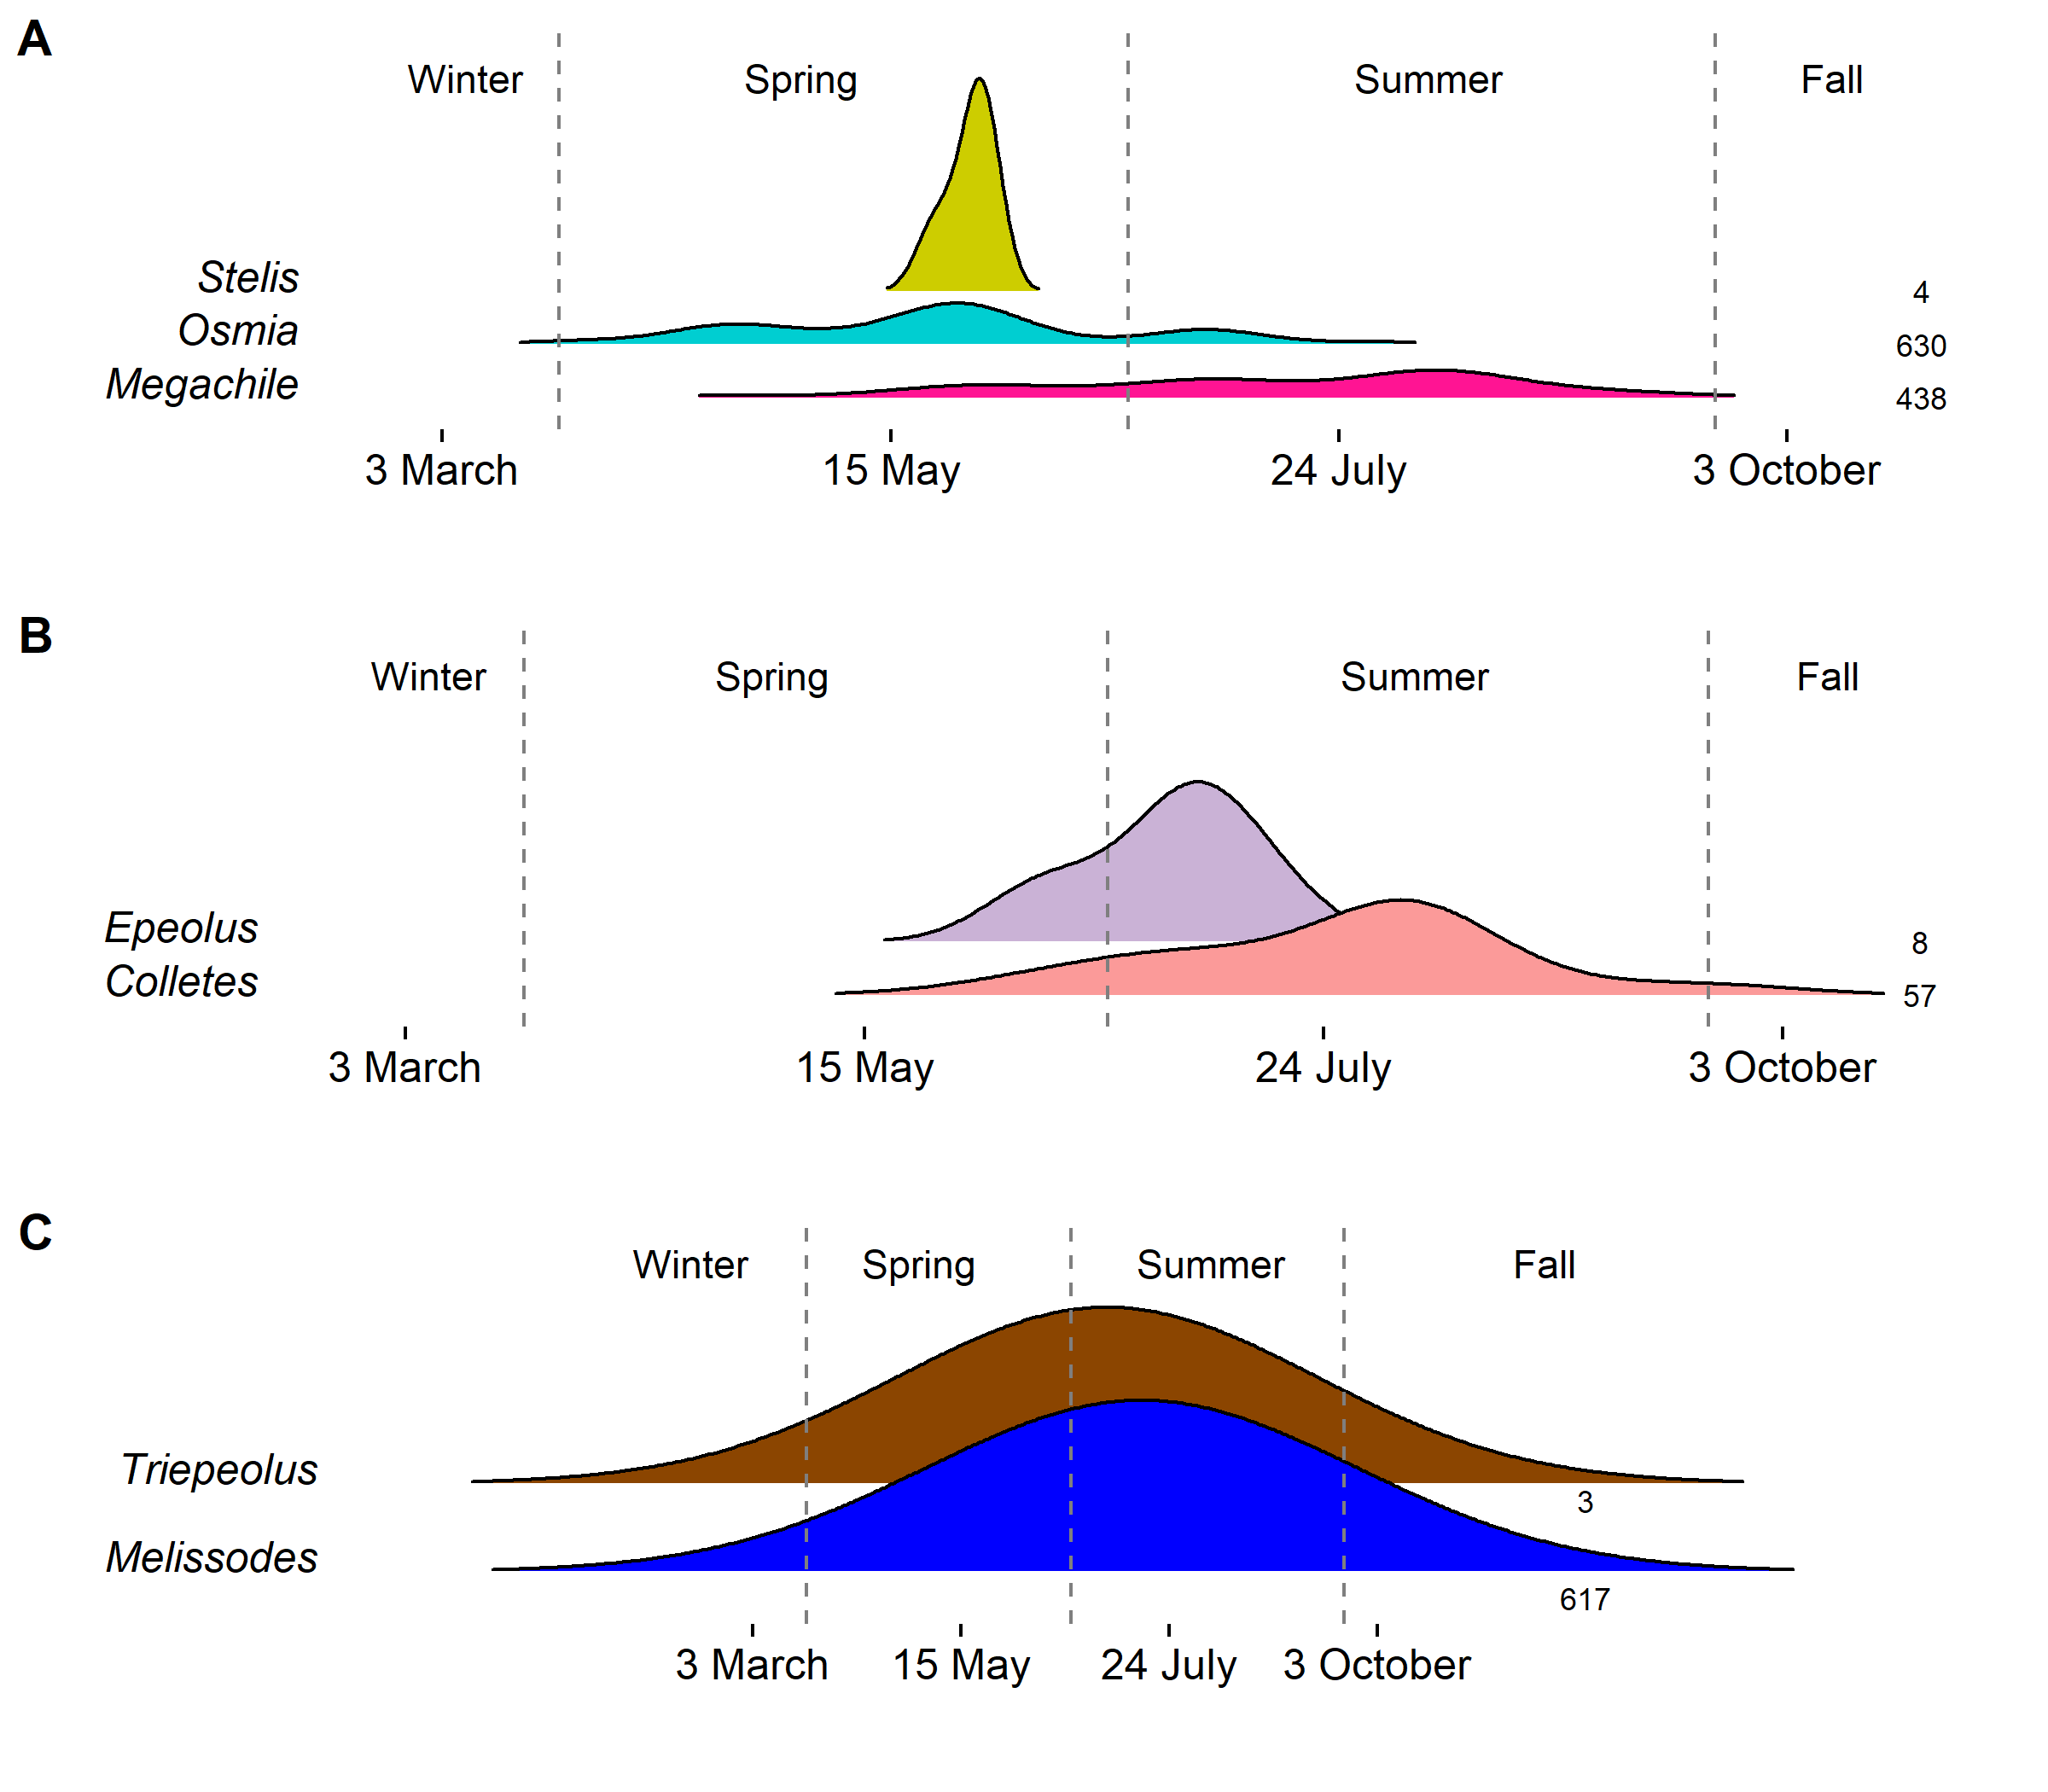 A
Winter Spring Summer Fall
Stelis 4
Osmia 630
Megachile 438
3 March 15 May 24 July 3 October
B
Winter Spring Summer Fall
Epeolus 8
Colletes 57
3 March 15 May 24 July 3 October
C
Winter Spring Summer Fall
Triepeolus 3
Melissodes 617
3 March 15 May 24 July 3 October